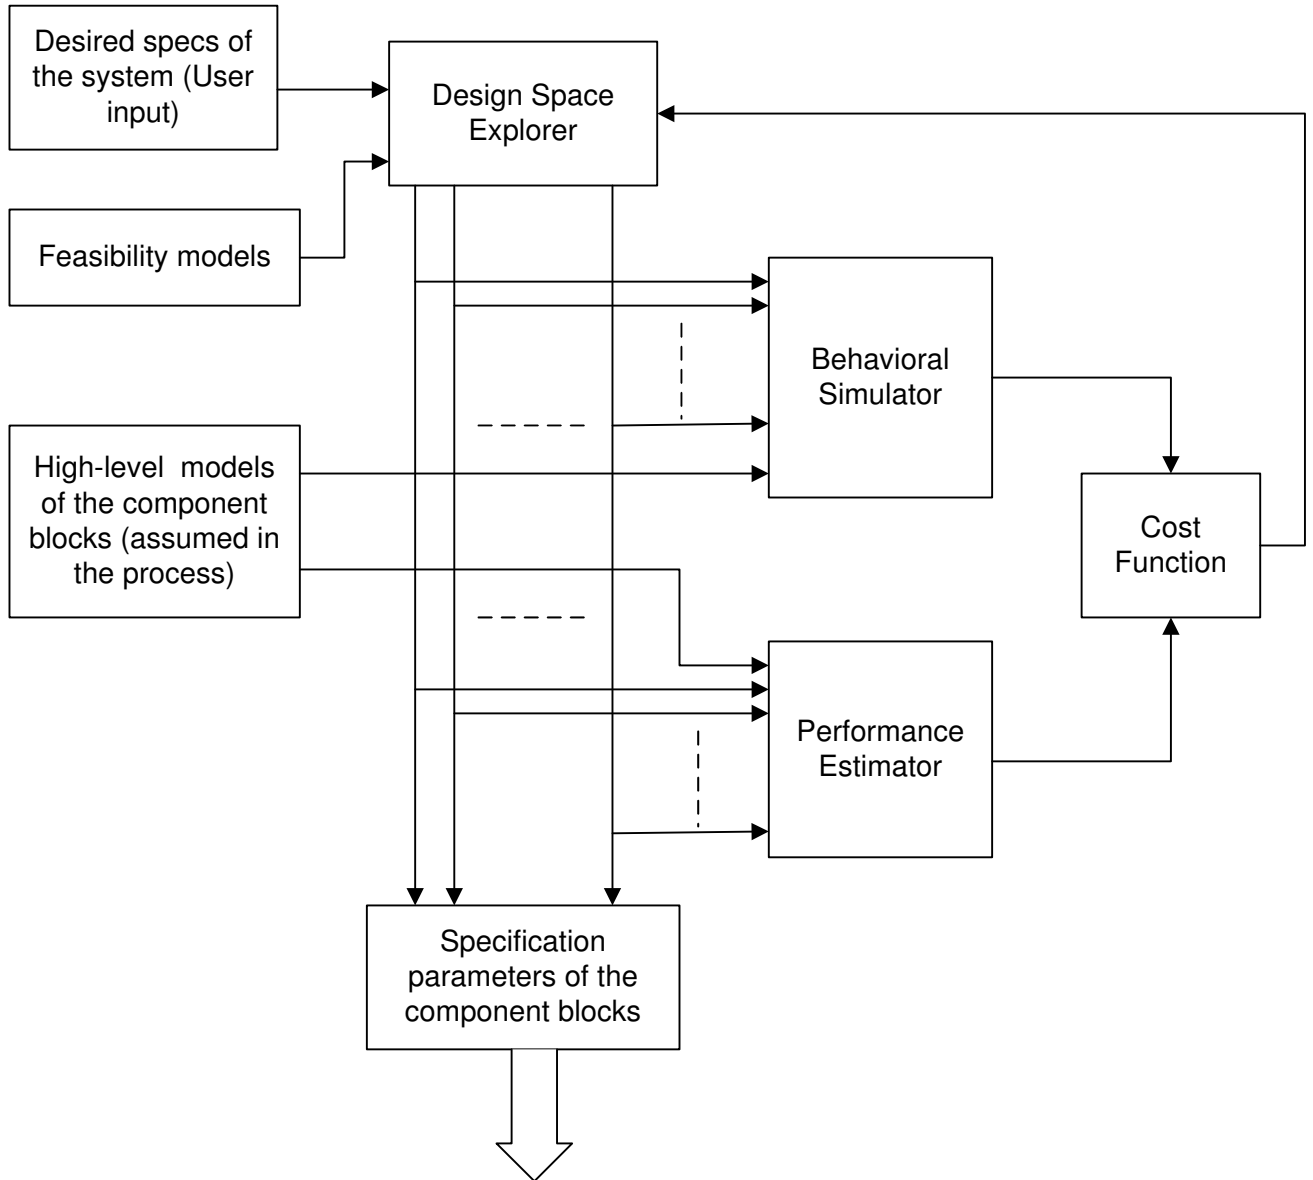 Desired specs of
the system (User
input)
Design Space
Explorer
Feasibility models
Behavioral
Simulator
High-level models
of the component
blocks (assumed in
the process)
Cost
Function
Performance
Estimator
Specification
parameters of the
component blocks